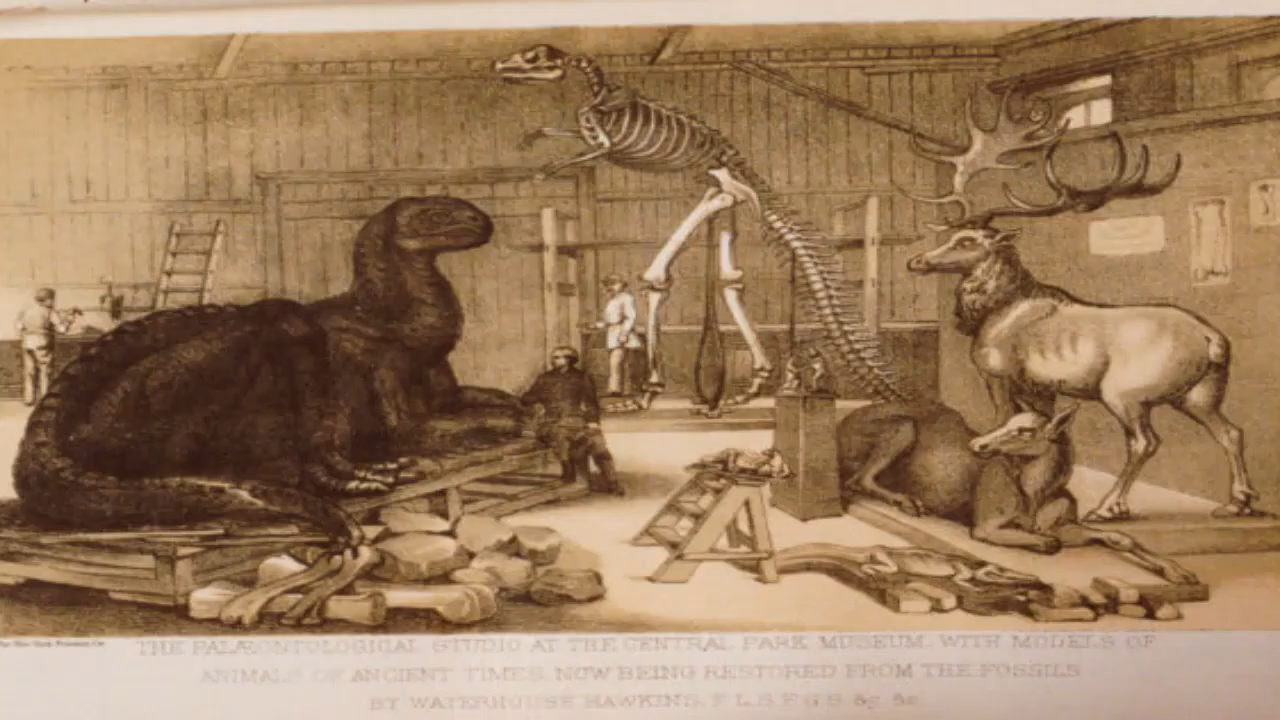 THE PALÆONTOLOGICAL STUDIO AT THE CENTRAL PARK MUSEUM, WITH MODELS OF
ANIMALS OF ANCIENT TIMES, NOW BEING RESTORED FROM THE FOSSILS
BY WATERHOUSE HAWKINS, F.L.S. F.G.S. &c. &c.